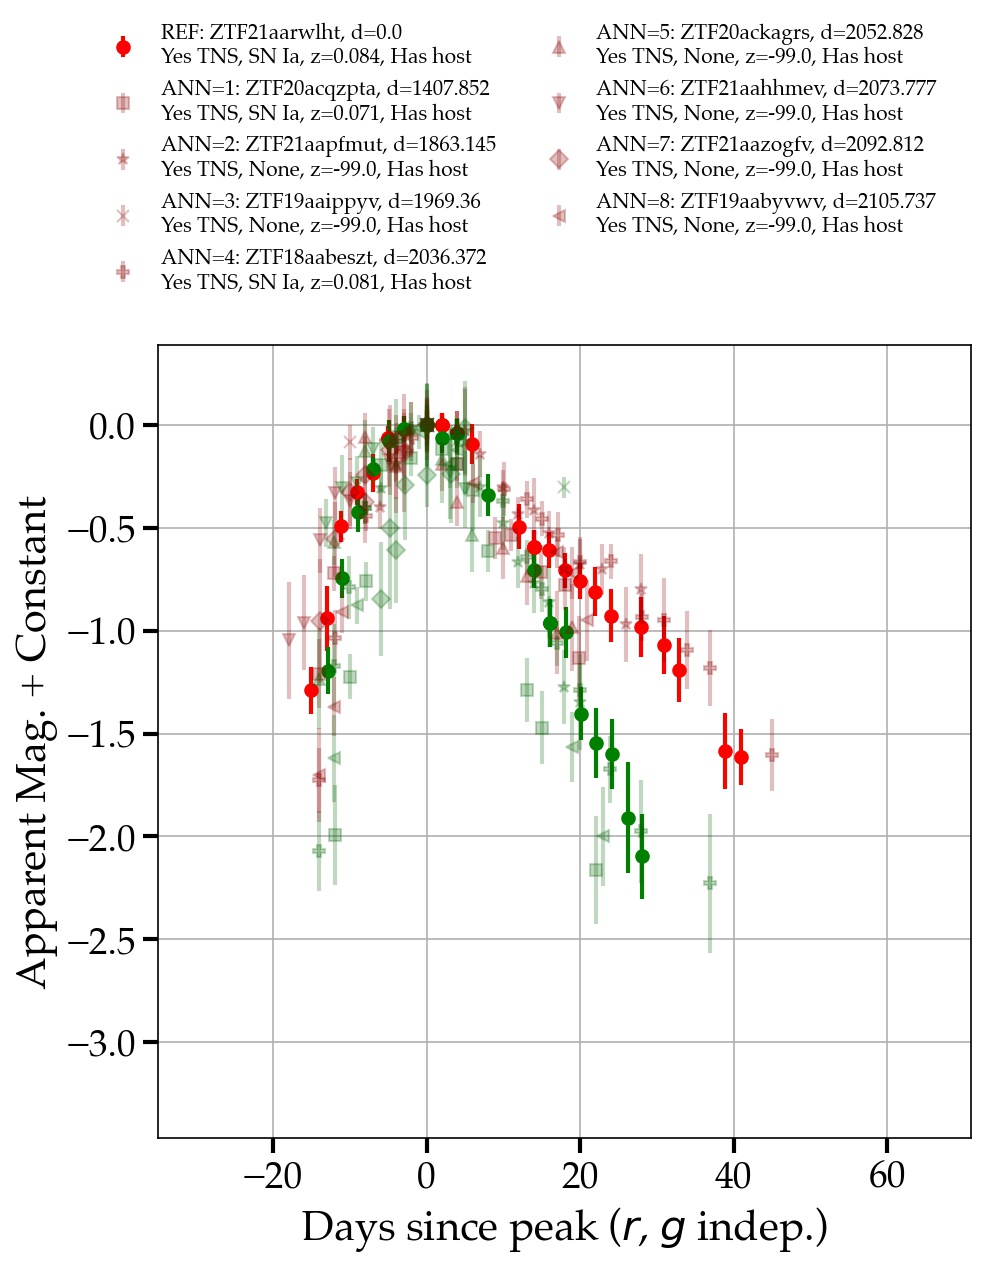 REF: ZTF21aarwlht, d=0.0
Yes TNS, SN Ia, z=0.084, Has host
ANN=1: ZTF20acqzpta, d=1407.852
Yes TNS, SN Ia, z=0.071, Has host
ANN=2: ZTF21aapfmut, d=1863.145
Yes TNS, None, z=-99.0, Has host
ANN=3: ZTF19aaippyv, d=1969.36
Yes TNS, None, z=-99.0, Has host
ANN=4: ZTF18aabeszt, d=2036.372
Yes TNS, SN Ia, z=0.081, Has host
ANN=5: ZTF20ackagrs, d=2052.828
Yes TNS, None, z=-99.0, Has host
ANN=6: ZTF21aahhmev, d=2073.777
Yes TNS, None, z=-99.0, Has host
ANN=7: ZTF21aazogfv, d=2092.812
Yes TNS, None, z=-99.0, Has host
ANN=8: ZTF19aabyvwv, d=2105.737
Yes TNS, None, z=-99.0, Has host
Apparent Mag. + Constant
0.0
−0.5
−1.0
−1.5
−2.0
−2.5
−3.0
−20 0 20 40 60
Days since peak (r, g indep.)